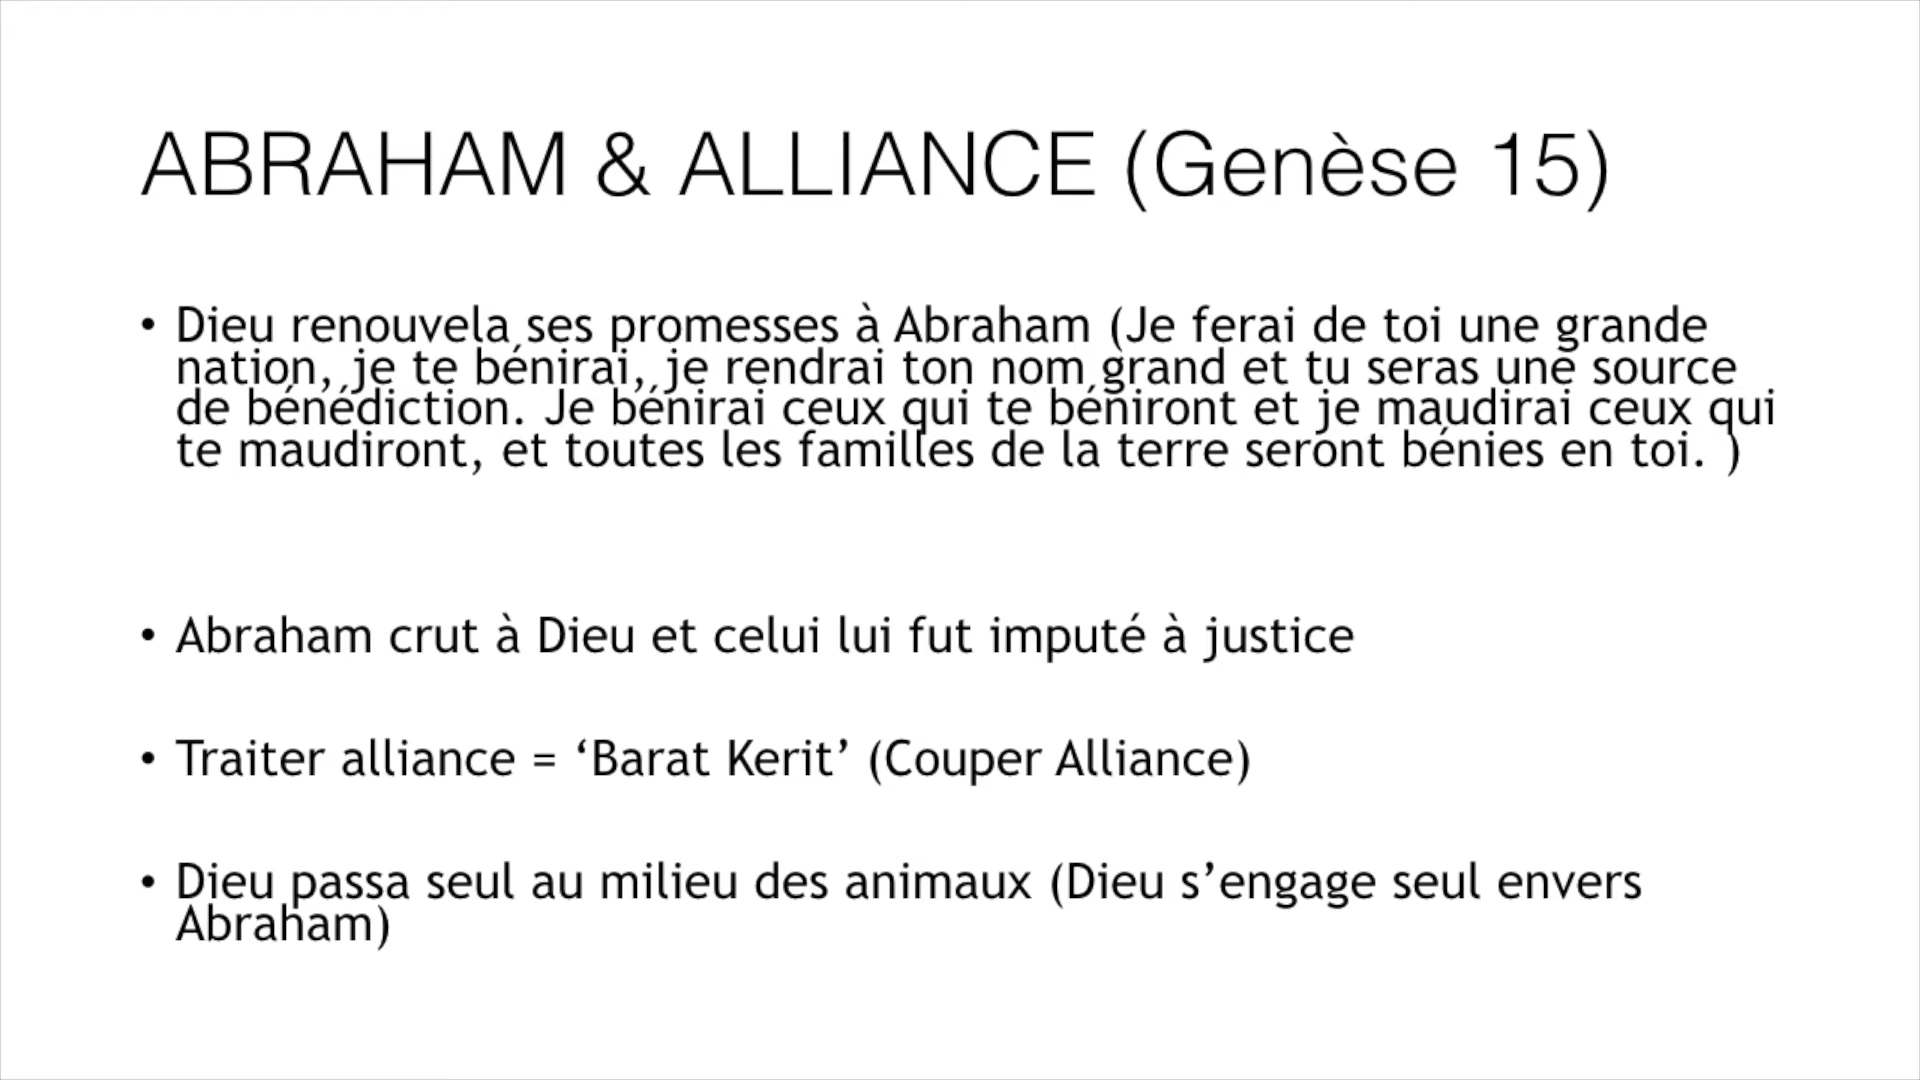 ABRAHAM & ALLIANCE (Genèse 15)
• Dieu renouvela ses promesses à Abraham (Je ferai de toi une grande
nation, je te bénirai, je rendrai ton nom grand et tu seras une source
de bénédiction. Je bénirai ceux qui te béniront et je maudirai ceux qui
te maudiront, et toutes les familles de la terre seront bénies en toi. )
• Abraham crut à Dieu et celui lui fut imputé à justice
• Traiter alliance = ‘Barat Kerit’ (Couper Alliance)
• Dieu passa seul au milieu des animaux (Dieu s’engage seul envers
Abraham)